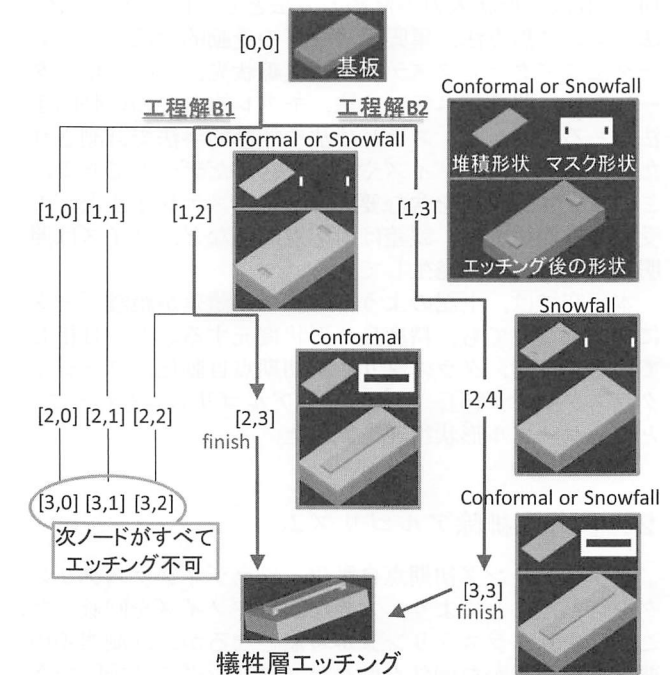 [0,0]
基板
工程解B1
工程解B2
Conformal or Snowfall
堆積形状 マスク形状
エッチング後の形状
Conformal or Snowfall
[1,0] [1,1] [1,2]
[1,3]
Snowfall
Conformal
[2,4]
[2,0] [2,1] [2,2]
[2,3]
finish
[3,0] [3,1] [3,2]
次ノードがすべて
エッチング不可
Conformal or Snowfall
[3,3]
finish
犠牲層エッチング